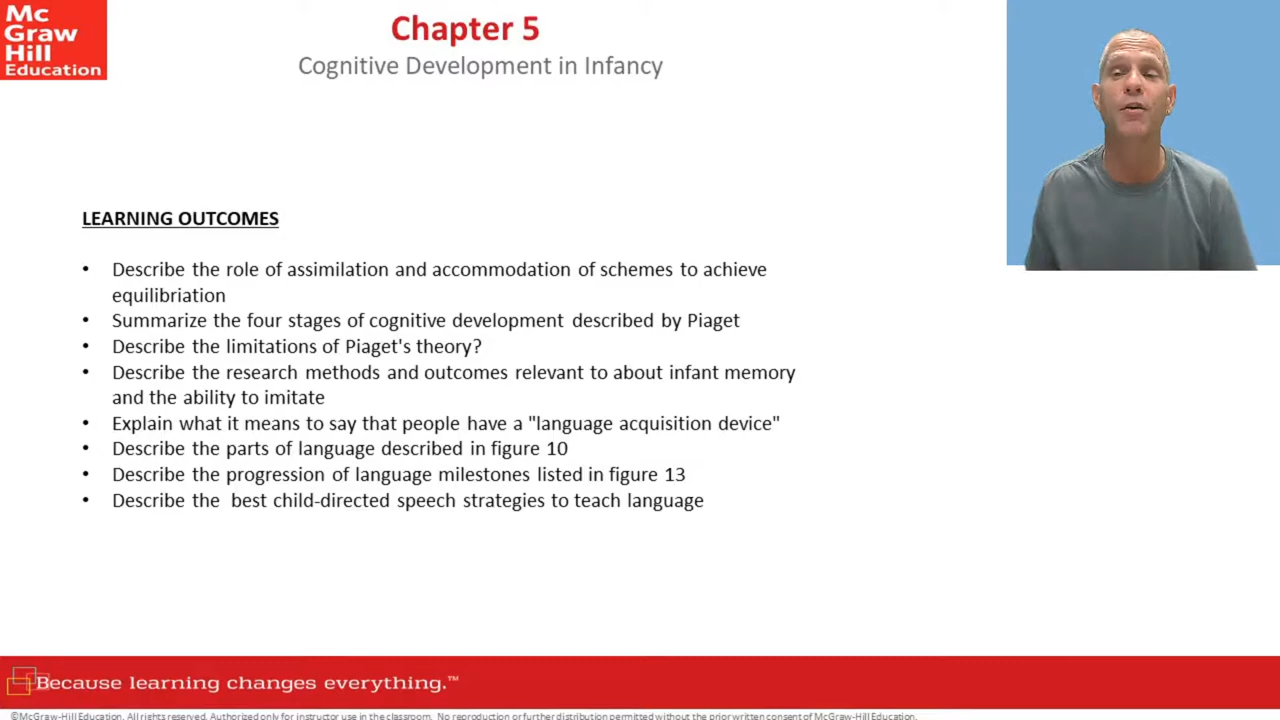 Mc
Graw
Hill
Education
Chapter 5
Cognitive Development in Infancy
LEARNING OUTCOMES
• Describe the role of assimilation and accommodation of schemes to achieve
equilibriation
• Summarize the four stages of cognitive development described by Piaget
• Describe the limitations of Piaget's theory?
• Describe the research methods and outcomes relevant to about infant memory
and the ability to imitate
• Explain what it means to say that people have a "language acquisition device"
• Describe the parts of language described in figure 10
• Describe the progression of language milestones listed in figure 13
• Describe the best child-directed speech strategies to teach language
Because learning changes everything.™
©McGraw-Hill Education. All rights reserved. Authorized only for instructor use in the classroom. No reproduction or further distribution permitted without the prior written consent of McGraw-Hill Education.